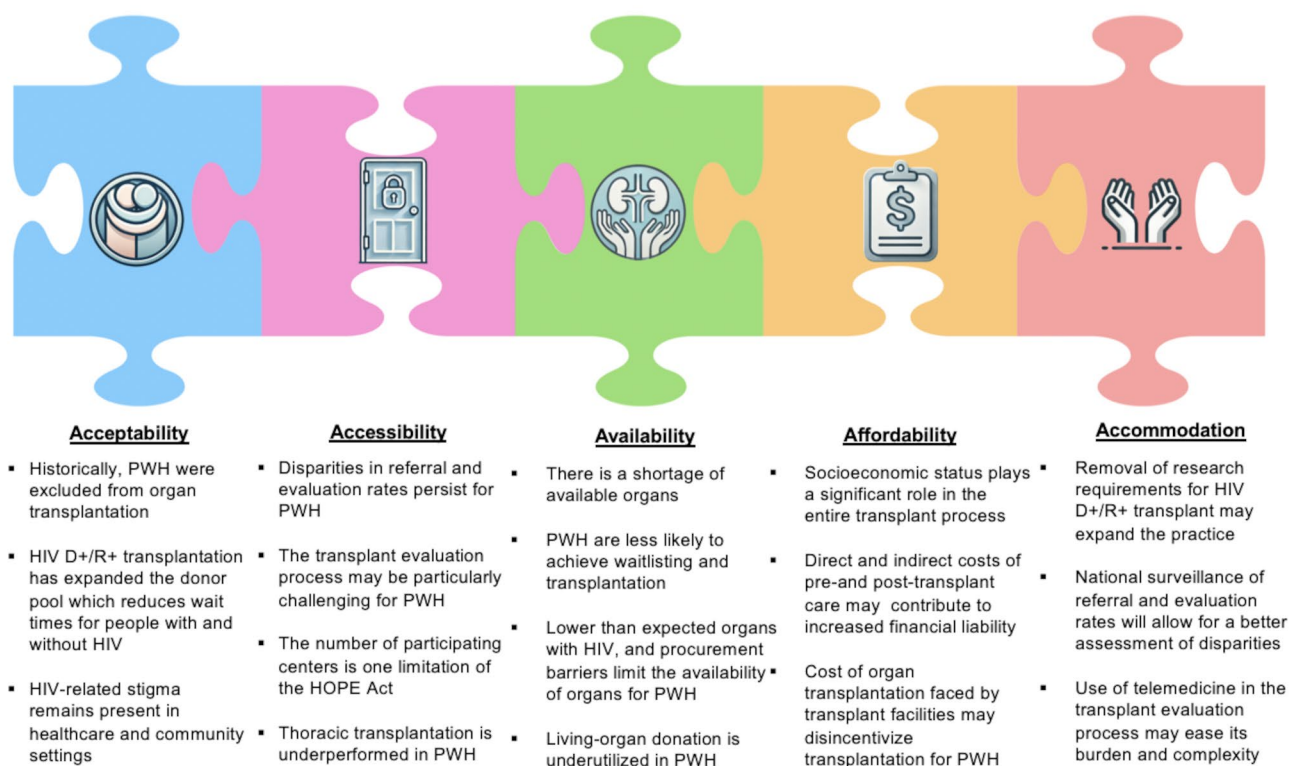 Acceptability
▪ Historically, PWH were
excluded from organ
transplantation
▪ HIV D+/R+ transplantation
has expanded the donor
pool which reduces wait
times for people with and
without HIV
▪ HIV-related stigma
remains present in
healthcare and community
settings
Accessibility
▪ Disparities in referral and
evaluation rates persist for
PWH
▪ The transplant evaluation
process may be particularly
challenging for PWH
▪ The number of participating
centers is one limitation of
the HOPE Act
▪ Thoracic transplantation is
underperformed in PWH
Availability
▪ There is a shortage of
available organs
▪ PWH are less likely to
achieve waitlisting and
transplantation
▪ Lower than expected organs
with HIV, and procurement
barriers limit the availability
of organs for PWH
▪ Living-organ donation is
underutilized in PWH
Affordability
▪ Socioeconomic status plays
a significant role in the
entire transplant process
▪ Direct and indirect costs of
pre-and post-transplant
care may contribute to
increased financial liability
▪ Cost of organ
transplantation faced by
transplant facilities may
disincentivize
transplantation for PWH
Accommodation
▪ Removal of research
requirements for HIV
D+/R+ transplant may
expand the practice
▪ National surveillance of
referral and evaluation
rates will allow for a better
assessment of disparities
▪ Use of telemedicine in the
transplant evaluation
process may ease its
burden and complexity
$